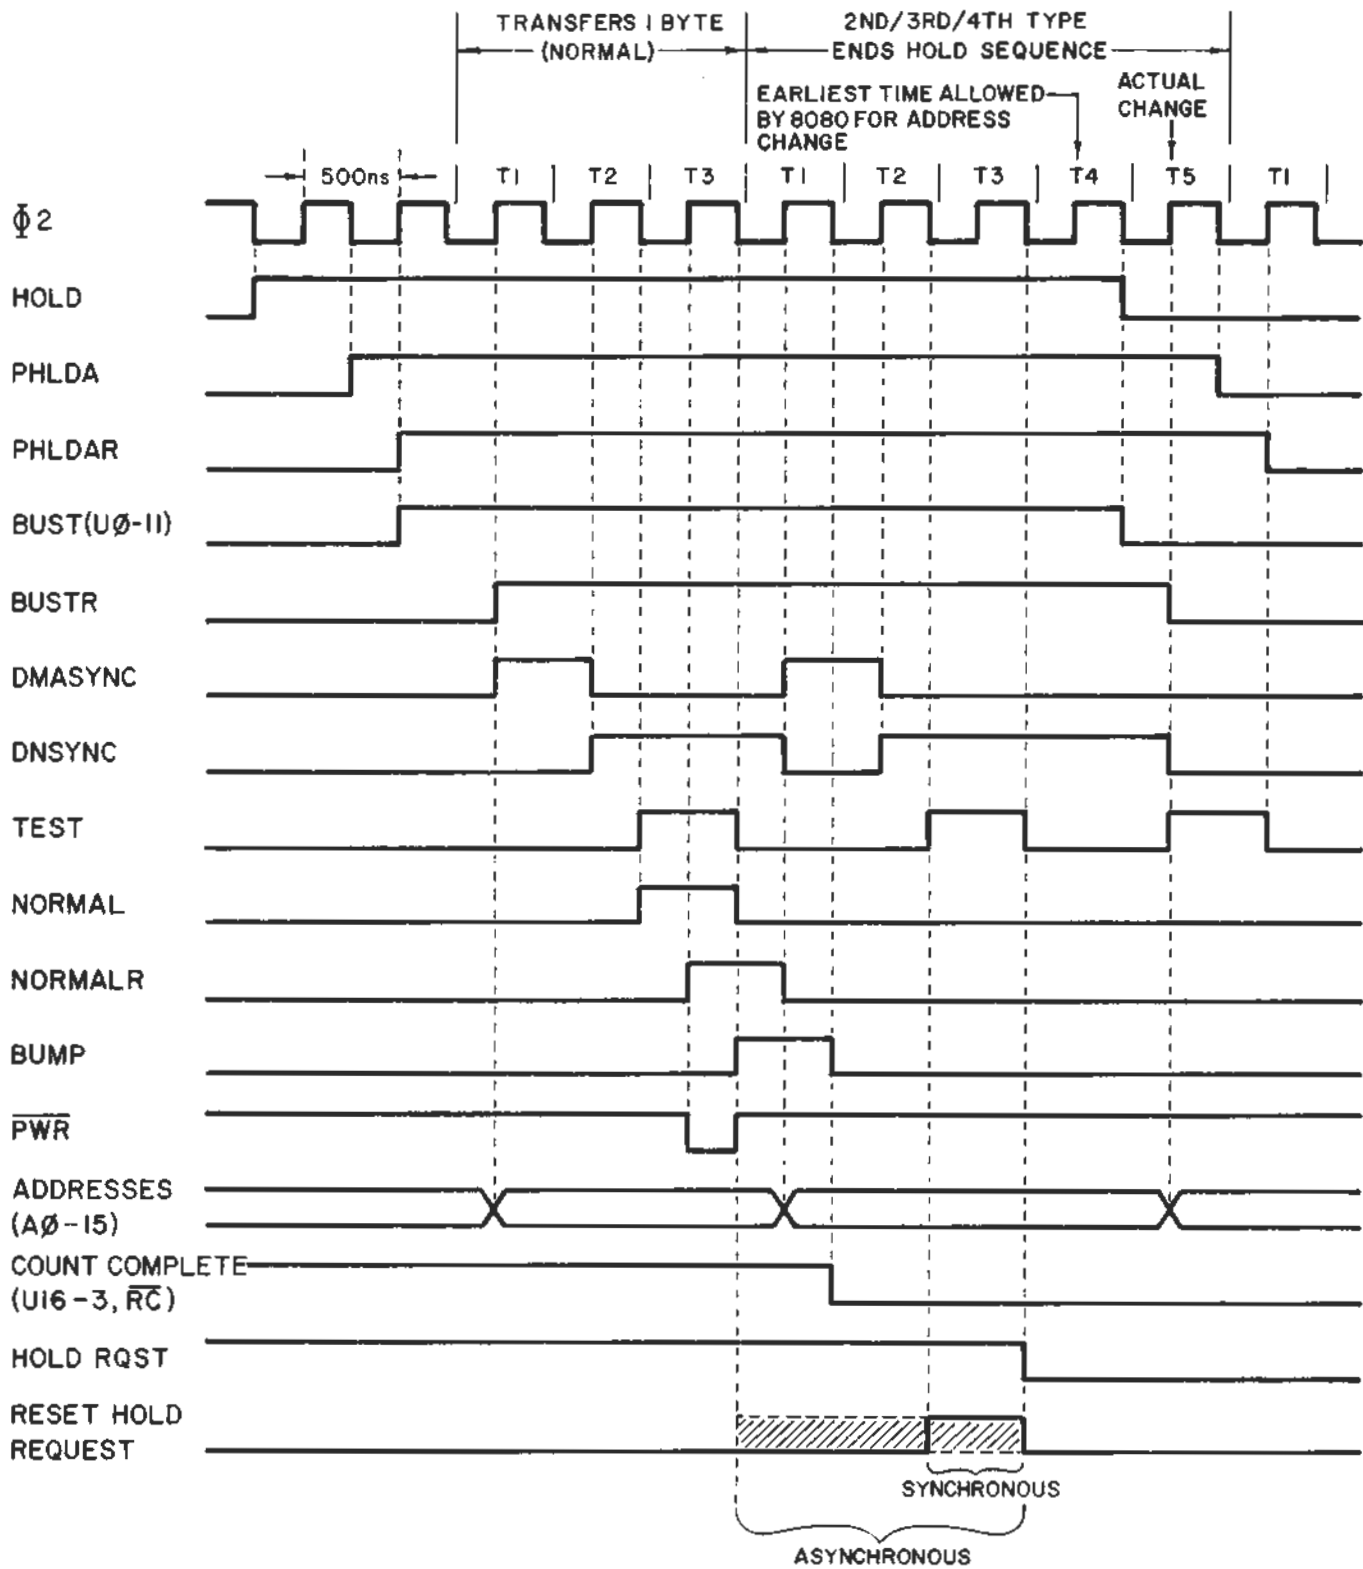 TRANSFERS 1 BYTE
(NORMAL)
2ND/3RD/4TH TYPE
ENDS HOLD SEQUENCE
EARLIEST TIME ALLOWED
BY 8080 FOR ADDRESS
CHANGE
ACTUAL
CHANGE
500ns
T1 T2 T3 T1 T2 T3 T4 T5 T1
Φ2
HOLD
PHLDA
PHLDAR
BUST(UØ-11)
BUSTR
DMASYNC
DNSYNC
TEST
NORMAL
NORMALR
BUMP
P̅W̅R̅
ADDRESSES
(AØ-15)
COUNT COMPLETE
(U16-3, R̅C̅)
HOLD RQST
RESET HOLD
REQUEST
SYNCHRONOUS
ASYNCHRONOUS